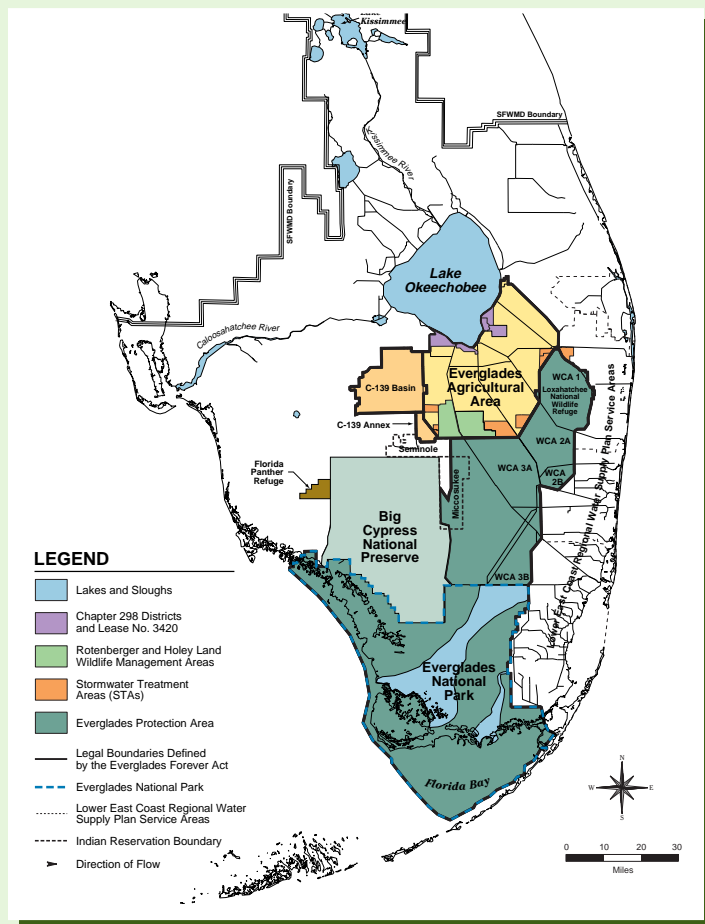 Lake
Kissimmee
SFWMD Boundary
Kissimmee River
SFWMD Boundary
Lake
Okeechobee
Caloosahatchee River
Everglades
Agricultural
Area
C-139 Basin
WCA 1
Loxahatchee
National
Wildlife
Refuge
C-139 Annex
Seminole
WCA 2A
Florida
Panther
Refuge
WCA 3A
WCA
2B
Miccosukee
Lower East Coast Regional Water Supply Plan Service Areas
Big
Cypress
National
Preserve
WCA 3B
Everglades
National
Park
Florida Bay
LEGEND
Lakes and Sloughs
Chapter 298 Districts
and Lease No. 3420
Rotenberger and Holey Land
Wildlife Management Areas
Stormwater Treatment
Areas (STAs)
Everglades Protection Area
Legal Boundaries Defined
by the Everglades Forever Act
Everglades National Park
Lower East Coast Regional Water
Supply Plan Service Areas
Indian Reservation Boundary
Direction of Flow
N
W E
S
0 10 20 30
Miles